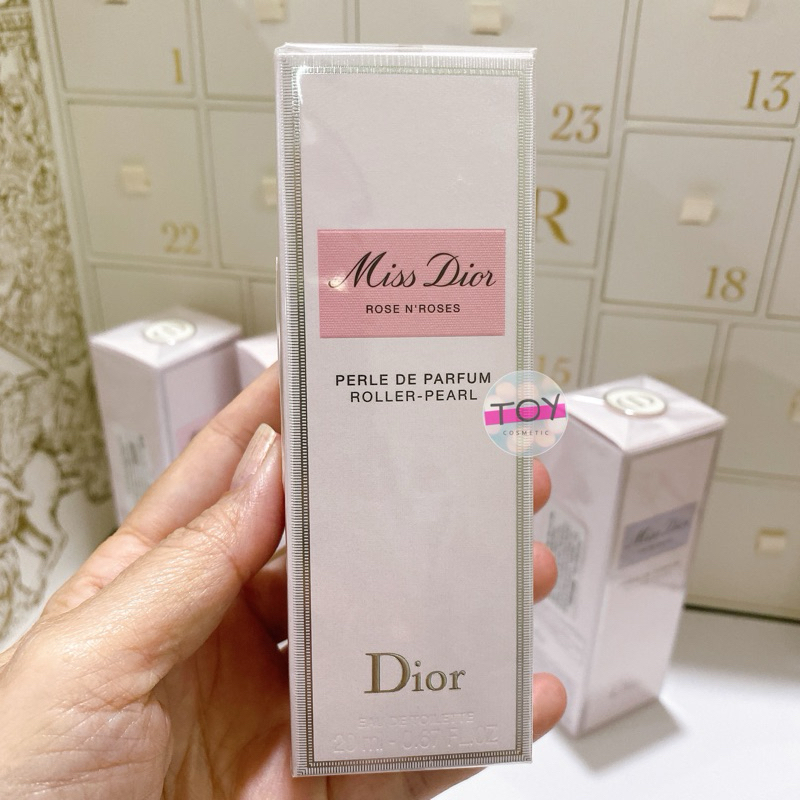 1
13
23
22
R
18
15
Miss Dior
ROSE N'ROSES
PERLE DE PARFUM
ROLLER-PEARL
TOY
COSMETIC
Miss Dior
Dior
EAU DE TOILETTE
20 ml - 0.67 FL.OZ